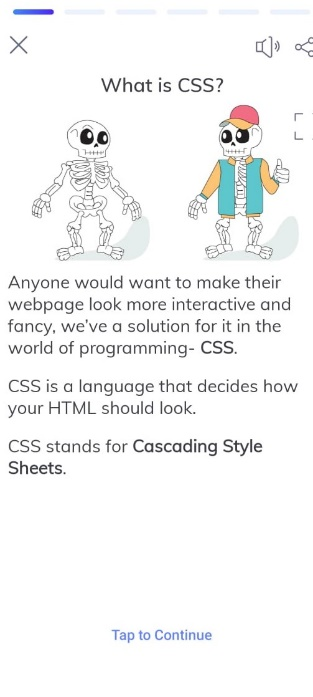 What is CSS?
Anyone would want to make their
webpage look more interactive and
fancy, we've a solution for it in the
world of programming- CSS.
CSS is a language that decides how
your HTML should look.
CSS stands for Cascading Style
Sheets.
Tap to Continue